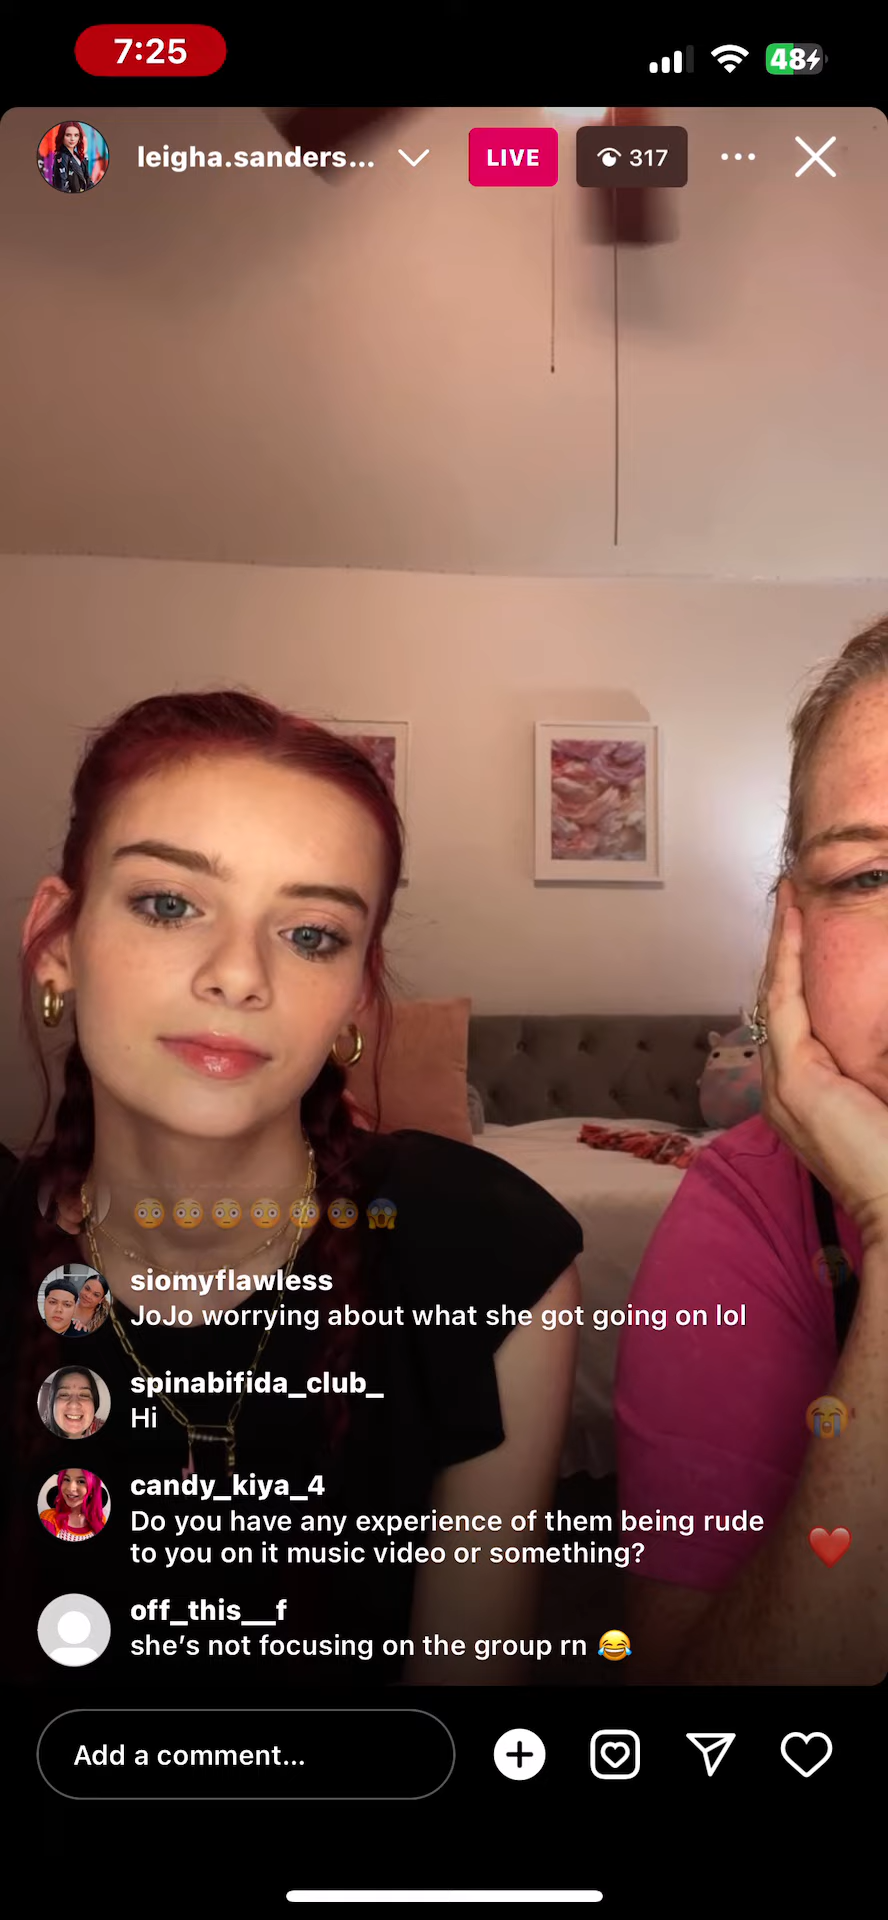 7:25
48
leigha.sanders...
LIVE
317
😳😳😳😳😳😳😱
siomyflawless
JoJo worrying about what she got going on lol
spinabifida_club_
Hi
candy_kiya_4
Do you have any experience of them being rude
to you on it music video or something?
off_this__f
she’s not focusing on the group rn 😂
Add a comment...